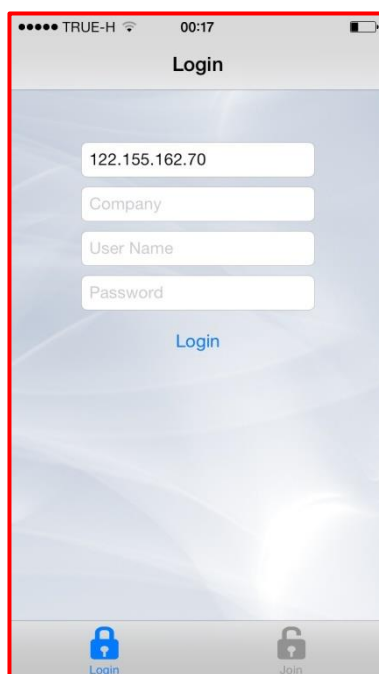 TRUE-H 00:17
Login
122.155.162.70
Company
User Name
Password
Login
Login Join